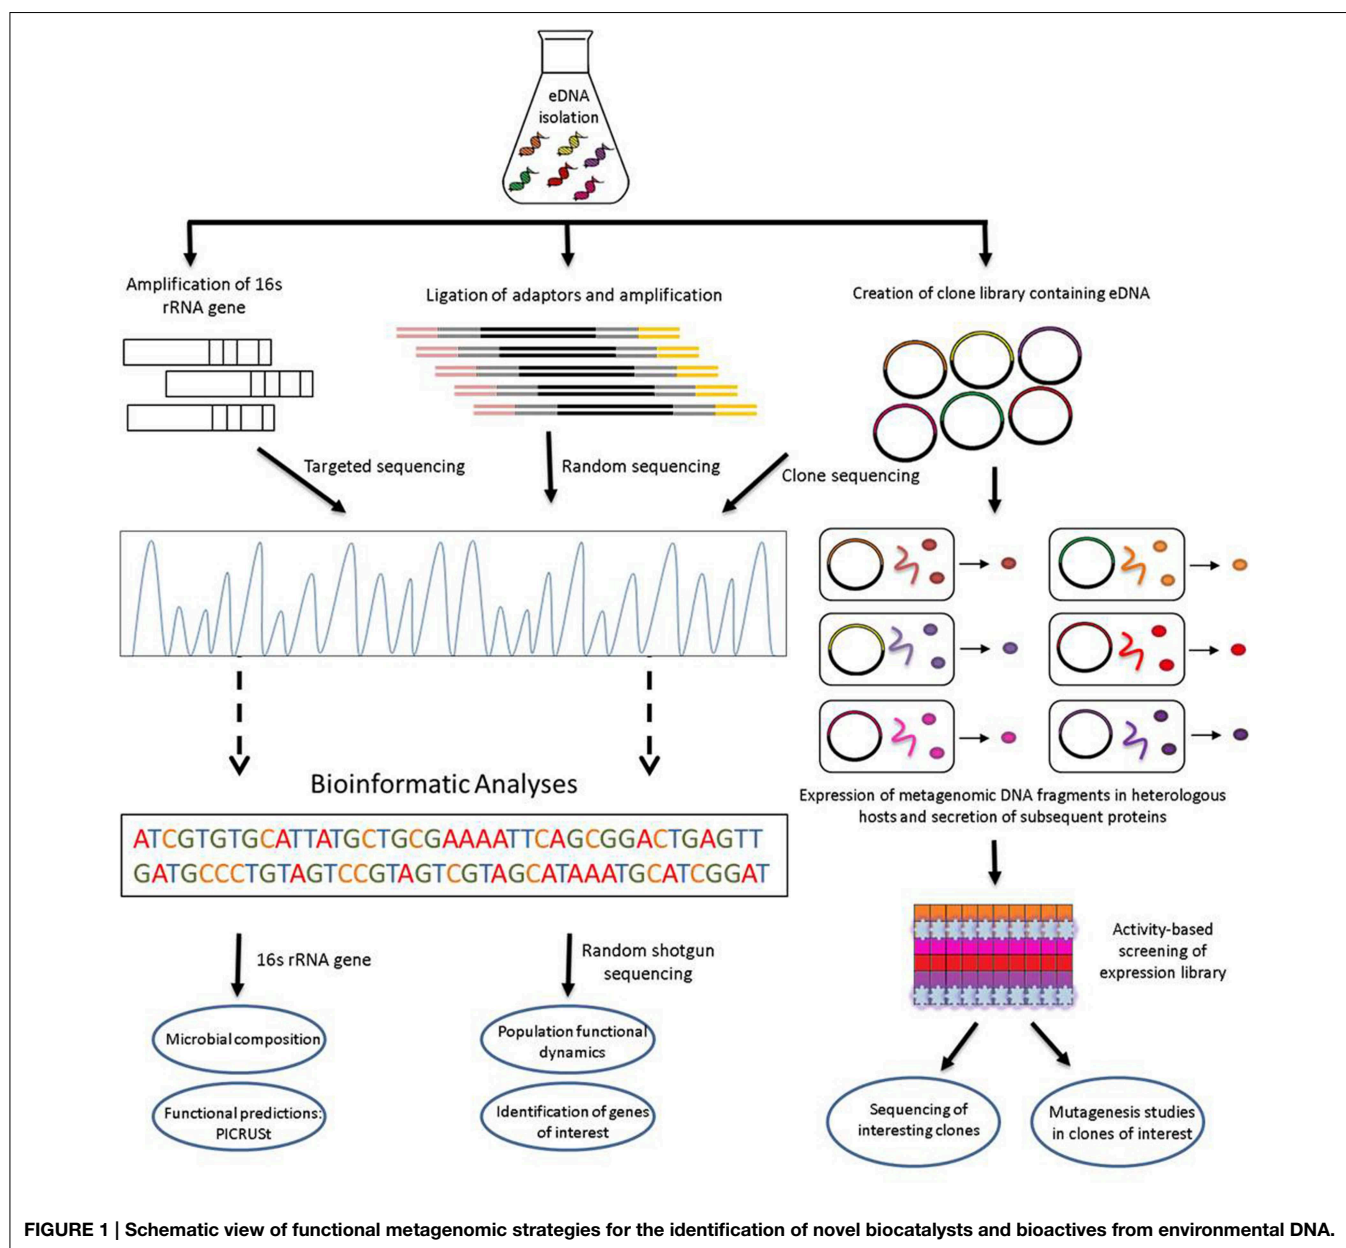 eDNA
isolation
Amplification of 16s
rRNA gene
Ligation of adaptors and amplification
Creation of clone library containing eDNA
Targeted sequencing
Random sequencing
Clone sequencing
Expression of metagenomic DNA fragments in heterologous
hosts and secretion of subsequent proteins
Bioinformatic Analyses
ATCGTGTGCATTATGCTGCGAAAATTCAGCGGACTGAGTT
GATGCCCTGTAGTCCGTAGTCGTAGCATAAATGCATCGGAT
16s rRNA gene
Random shotgun
sequencing
Activity-based
screening of
expression library
Microbial composition
Functional predictions:
PICRUSt
Population functional
dynamics
Identification of genes
of interest
Sequencing of
interesting clones
Mutagenesis studies
in clones of interest
FIGURE 1 | Schematic view of functional metagenomic strategies for the identification of novel biocatalysts and bioactives from environmental DNA.